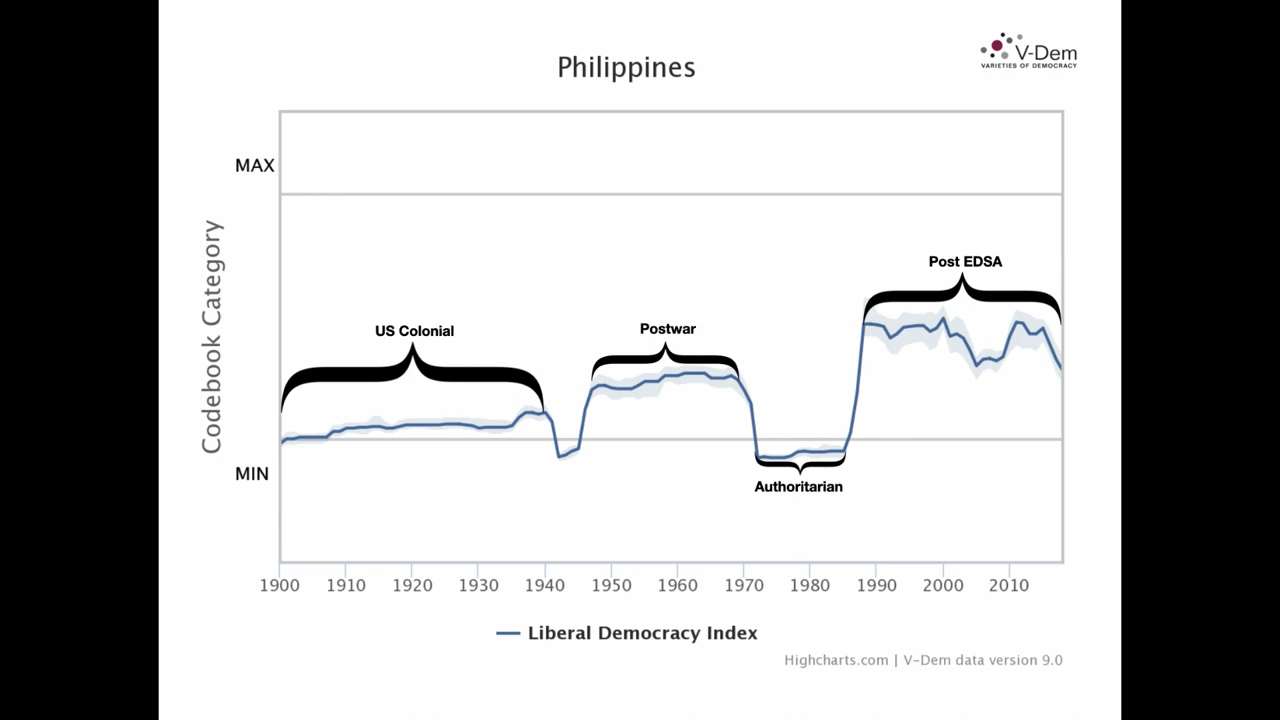 Philippines
V-Dem
VARIETIES OF DEMOCRACY
MAX
Codebook Category
MIN
US Colonial
Postwar
Post EDSA
Authoritarian
1900 1910 1920 1930 1940 1950 1960 1970 1980 1990 2000 2010
Liberal Democracy Index
Highcharts.com | V-Dem data version 9.0